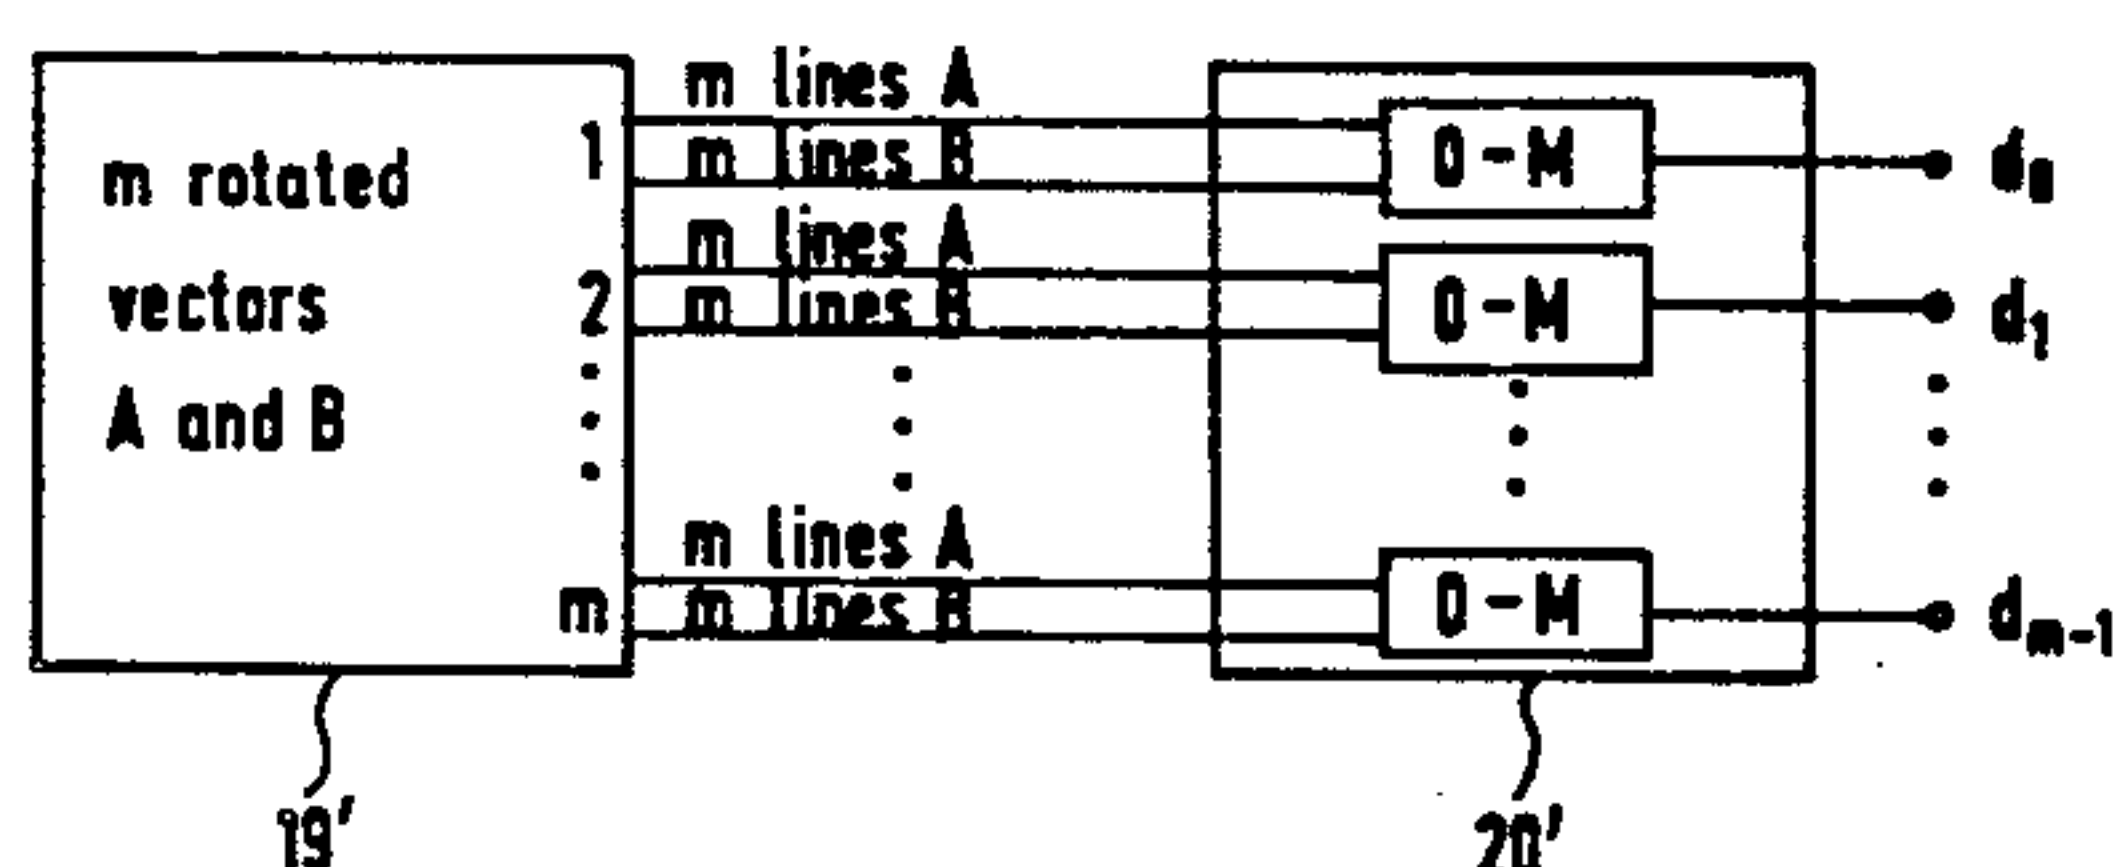 m rotated
vectors
A and B
1
m lines A
m lines B
2
m lines A
m lines B
m
m lines A
m lines B
0-M
0-M
0-M
d0
d1
dm-1
19'
20'